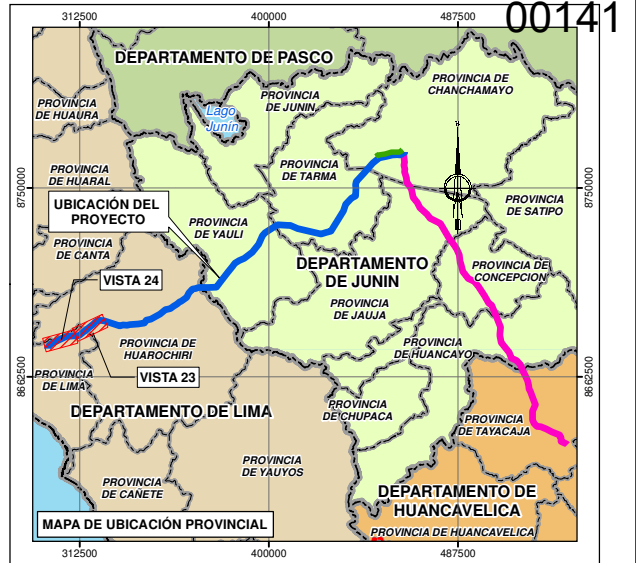 00141
312500
400000
487500
DEPARTAMENTO DE PASCO
PROVINCIA DE
CHANCHAMAYO
PROVINCIA
DE HUAURA
Lago
Junín
PROVINCIA
DE JUNIN
PROVINCIA
DE HUARAL
PROVINCIA
DE TARMA
8750000
8750000
UBICACIÓN DEL
PROYECTO
PROVINCIA
DE SATIPO
PROVINCIA
DE YAULI
PROVINCIA
DE CANTA
DEPARTAMENTO
DE JUNIN
PROVINCIA DE
CONCEPCION
VISTA 24
PROVINCIA
DE JAUJA
PROVINCIA DE
HUAROCHIRI
PROVINCIA
DE HUANCAYO
8662500
8662500
PROVINCIA
DE LIMA
VISTA 23
DEPARTAMENTO DE LIMA
PROVINCIA
DE CHUPACA
PROVINCIA
DE TAYACAJA
PROVINCIA
DE YAUYOS
PROVINCIA
DE CAÑETE
DEPARTAMENTO DE
HUANCAVELICA
MAPA DE UBICACIÓN PROVINCIAL
PROVINCIA DE HUANCAVELICA
312500
400000
487500